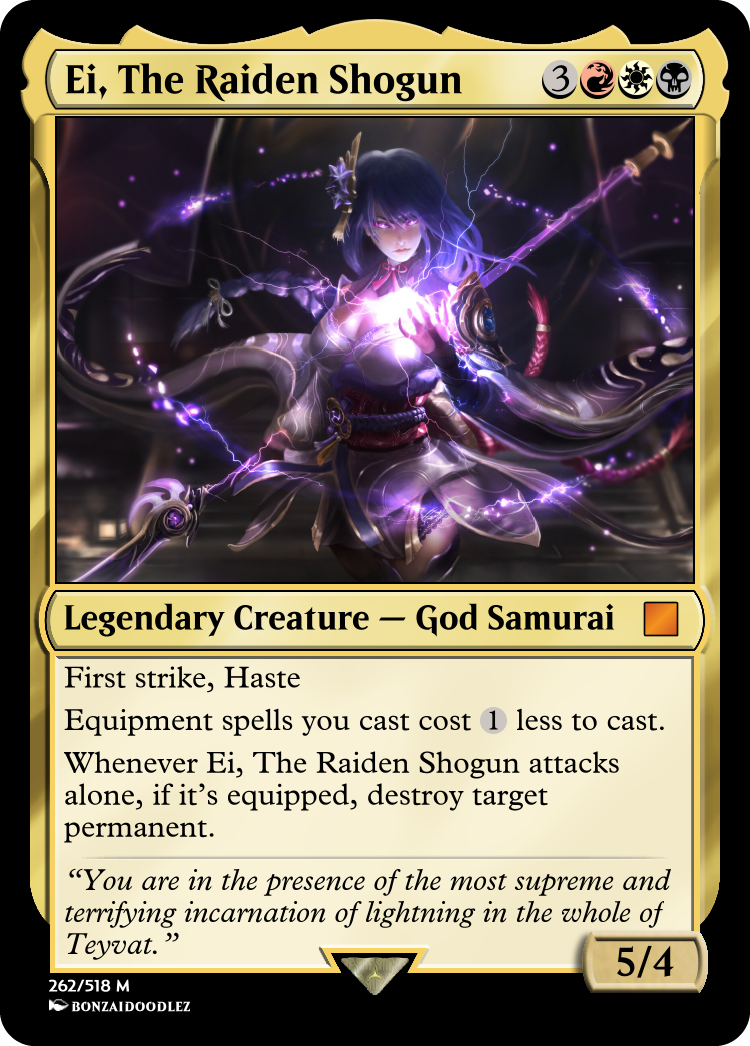 Ei, The Raiden Shogun 3
Legendary Creature — God Samurai
First strike, Haste
Equipment spells you cast cost 1 less to cast.
Whenever Ei, The Raiden Shogun attacks
alone, if it's equipped, destroy target
permanent.
“You are in the presence of the most supreme and
terrifying incarnation of lightning in the whole of
Teyvat.”
5/4
262/518 M
BONZAIDOODLEZ